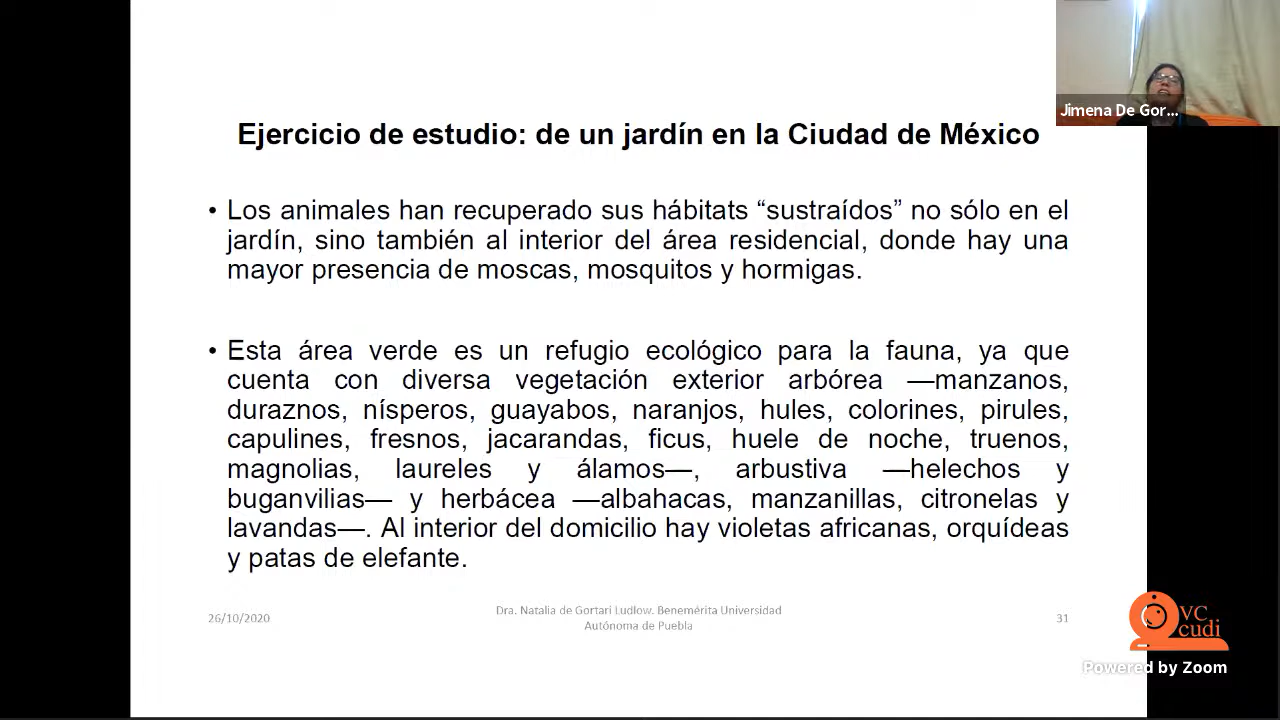 Jimena De Gor...
Ejercicio de estudio: de un jardín en la Ciudad de México
• Los animales han recuperado sus hábitats “sustraídos” no sólo en el
jardín, sino también al interior del área residencial, donde hay una
mayor presencia de moscas, mosquitos y hormigas.
• Esta área verde es un refugio ecológico para la fauna, ya que
cuenta con diversa vegetación exterior arbórea —manzanos,
duraznos, nísperos, guayabos, naranjos, hules, colorines, pirules,
capulines, fresnos, jacarandas, ficus, huele de noche, truenos,
magnolias, laureles y álamos—, arbustiva —helechos y
buganvilias— y herbácea —albahacas, manzanillas, citronelas y
lavandas—. Al interior del domicilio hay violetas africanas, orquídeas
y patas de elefante.
26/10/2020
Dra. Natalia de Gortari Ludlow. Benemérita Universidad
Autónoma de Puebla
31
VC
cudi
Powered by Zoom